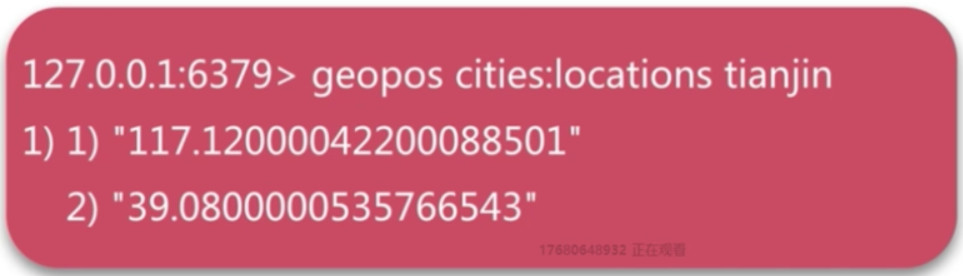 127.0.0.1:6379> geopos cities:locations tianjin
1) 1) "117.12000042200088501"
2) "39.0800000535766543"
17680648932 正在观看